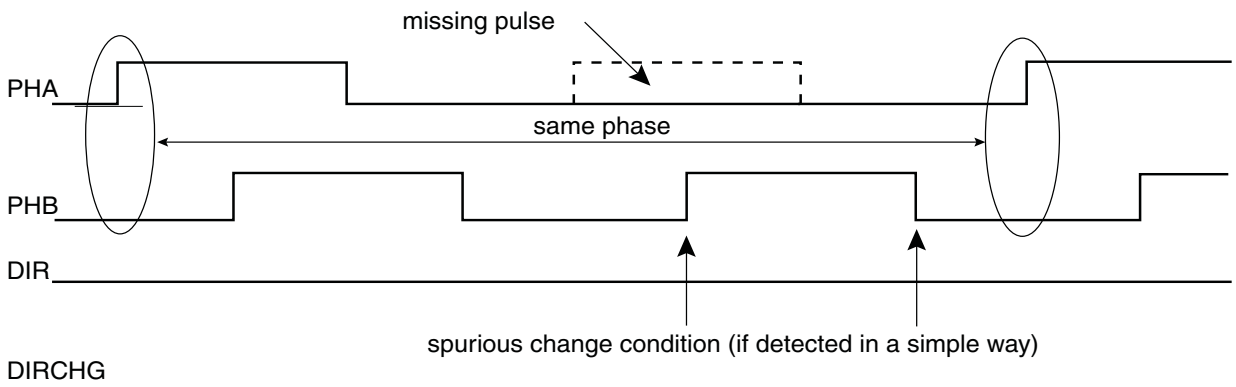 missing pulse
PHA
same phase
PHB
DIR
spurious change condition (if detected in a simple way)
DIRCHG